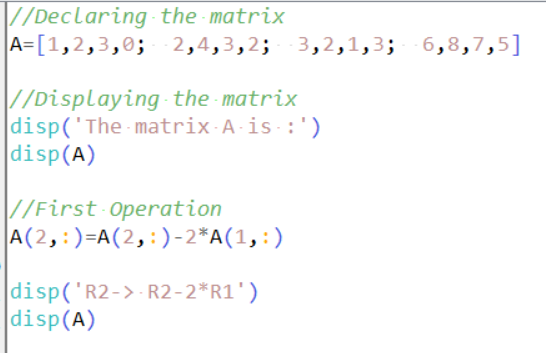 //Declaring the matrix
A=[1,2,3,0;  2,4,3,2;  3,2,1,3;  6,8,7,5]
//Displaying the matrix
disp('The matrix A is :')
disp(A)
//First Operation
A(2,:)=A(2,:)-2*A(1,:)
disp('R2-> R2-2*R1')
disp(A)